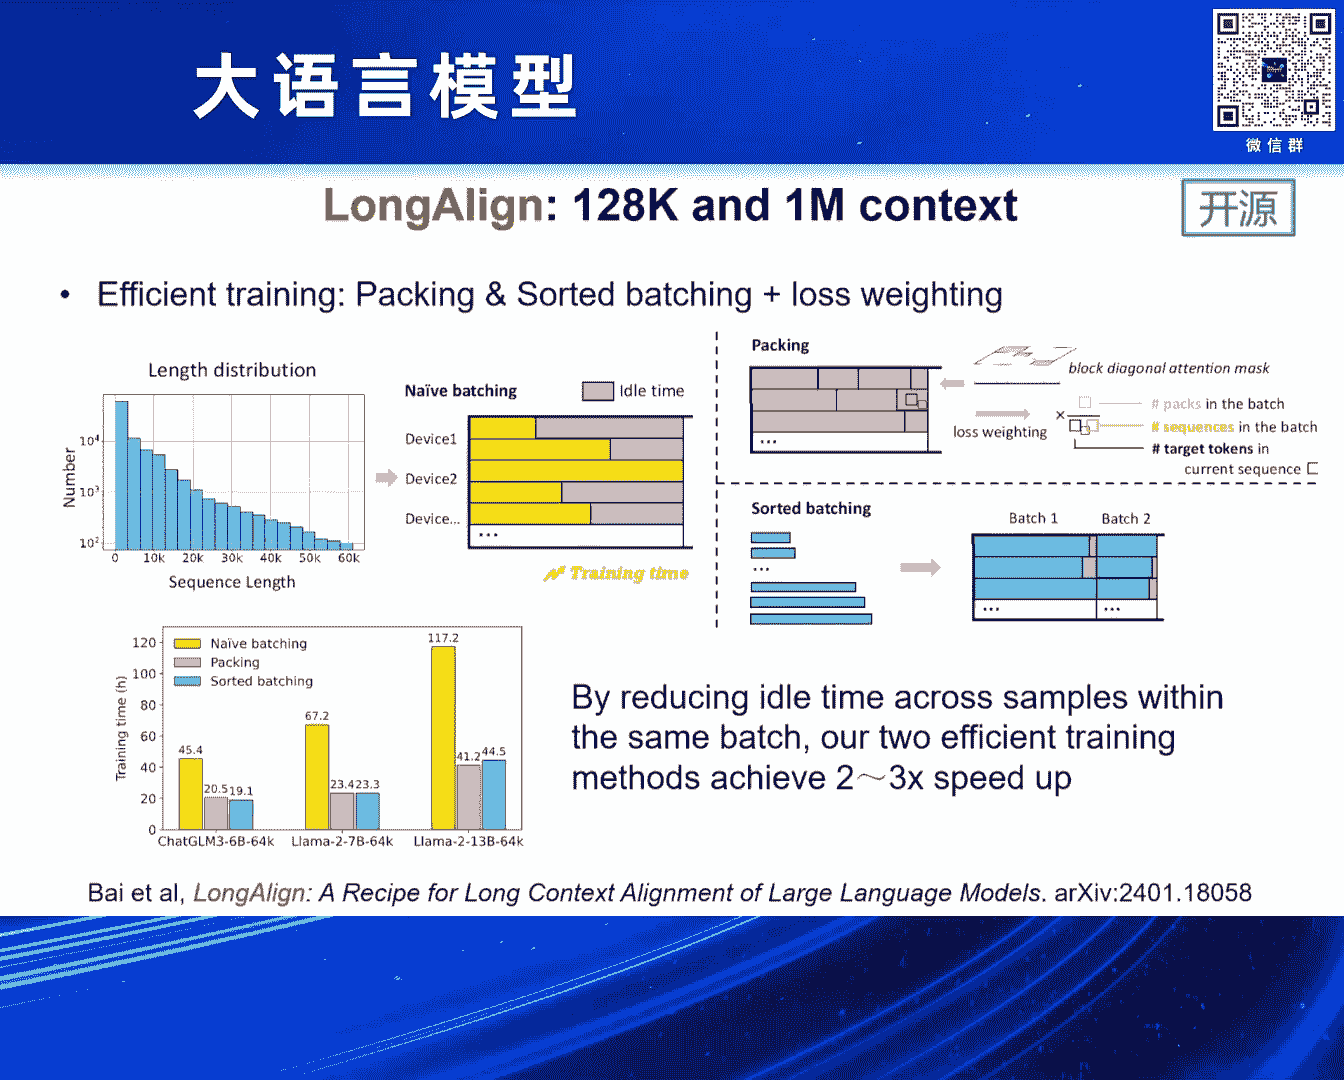 大语言模型
微信群
LongAlign: 128K and 1M context
开源
• Efficient training: Packing & Sorted batching + loss weighting
Length distribution
Number
10⁴
10³
10²
0 10k 20k 30k 40k 50k 60k
Sequence Length
Naïve batching
Idle time
Device1
Device2
Device...
...
Training time
Packing
...
block diagonal attention mask
loss weighting
×
# packs in the batch
# sequences in the batch
# target tokens in
current sequence
Sorted batching
...
Batch 1 Batch 2
... ...
Training time (h)
120
100
80
60
40
20
0
Naïve batching
Packing
Sorted batching
45.4 20.5 19.1
67.2 23.4 23.3
117.2 41.2 44.5
ChatGLM3-6B-64k Llama-2-7B-64k Llama-2-13B-64k
By reducing idle time across samples within
the same batch, our two efficient training
methods achieve 2～3x speed up
Bai et al, LongAlign: A Recipe for Long Context Alignment of Large Language Models. arXiv:2401.18058